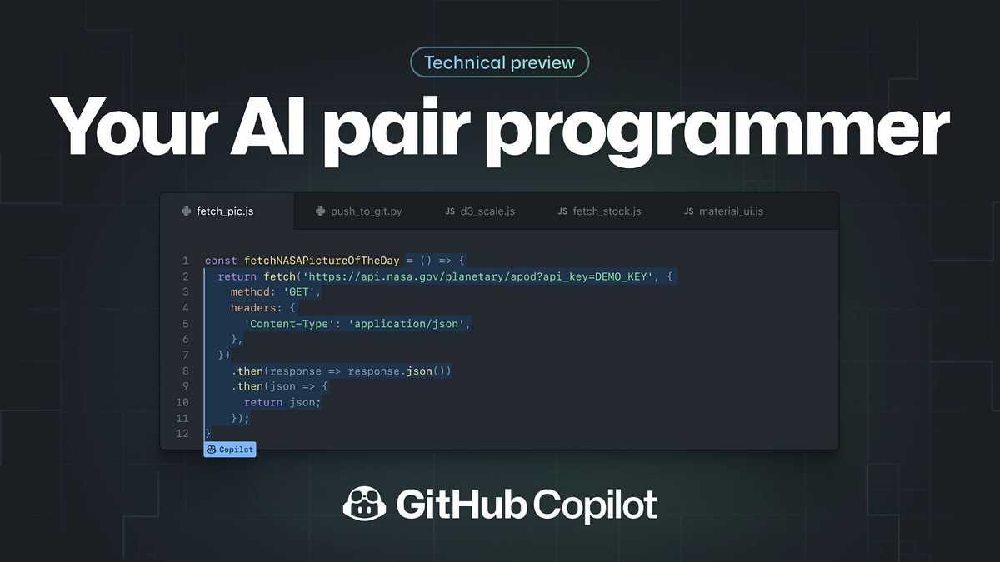 Technical preview
Your AI pair programmer
fetch_pic.js push_to_git.py JS d3_scale.js JS fetch_stock.js JS material_ui.js
1 const fetchNASAPictureOfTheDay = () => {
2 return fetch('https://api.nasa.gov/planetary/apod?api_key=DEMO_KEY', {
3 method: 'GET',
4 headers: {
5 'Content-Type': 'application/json',
6 },
7 })
8 .then(response => response.json())
9 .then(json => {
10 return json;
11 });
12 }
Copilot
GitHub Copilot